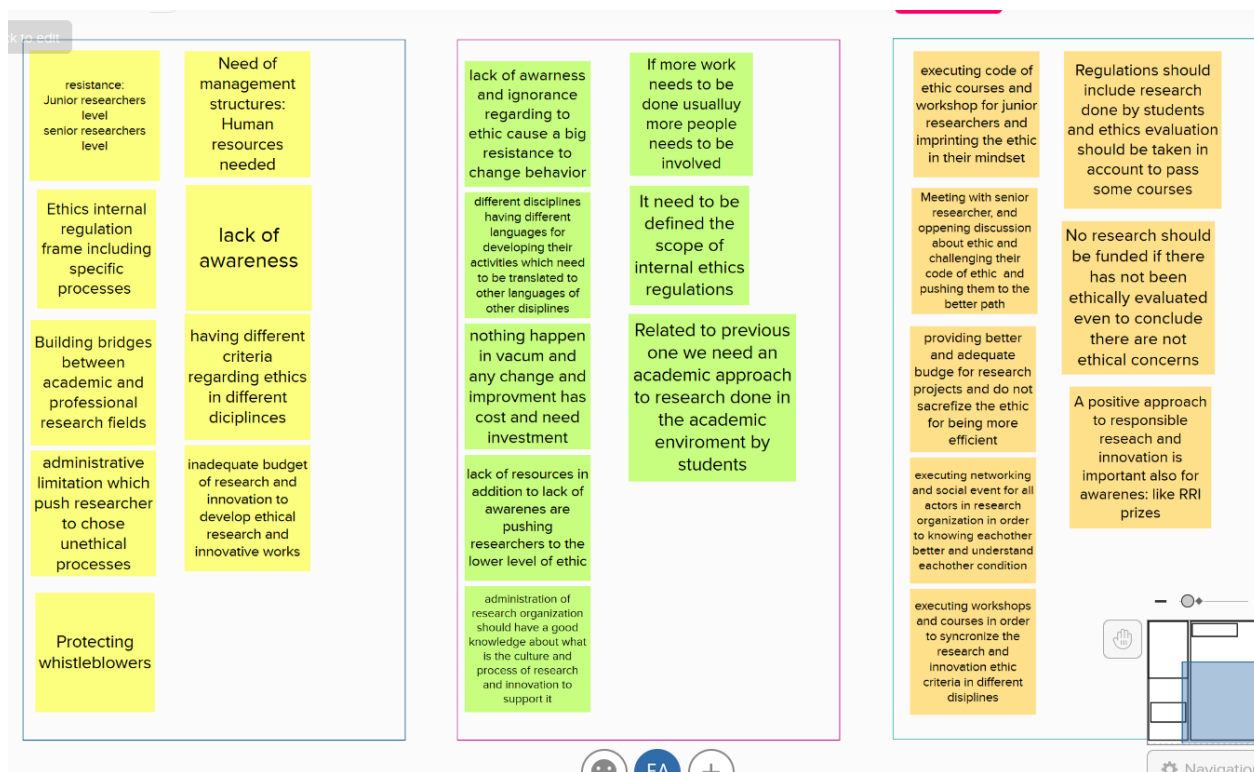 k to edit
resistance:
Junior researchers
level
senior researchers
level
Need of
management
structures:
Human
resources
needed
Ethics internal
regulation
frame including
specific
processes
lack of
awareness
Building bridges
between
academic and
professional
research fields
having different
criteria
regarding ethics
in different
diciplinces
administrative
limitation which
push researcher
to chose
unethical
processes
inadequate budget
of research and
innovation to
develop ethical
research and
innovative works
Protecting
whistleblowers
lack of awarness
and ignorance
regarding to
ethic cause a big
resistance to
change behavior
If more work
needs to be
done usualluy
more people
needs to be
involved
different disciplines
having different
languages for
developing their
activities which need
to be translated to
other languages of
other disiplines
It need to be
defined the
scope of
internal ethics
regulations
nothing happen
in vacum and
any change and
improvment has
cost and need
investment
Related to previous
one we need an
academic approach
to research done in
the academic
enviroment by
students
lack of resources in
addition to lack of
awarenes are
pushing
researchers to the
lower level of ethic
administration of
research organization
should have a good
knowledge about what
is the culture and
process of research
and innovation to
support it
executing code of
ethic courses and
workshop for junior
researchers and
imprinting the ethic
in their mindset
Regulations should
include research
done by students
and ethics evaluation
should be taken in
account to pass
some courses
Meeting with senior
researcher, and
oppening discussion
about ethic and
challenging their
code of ethic and
pushing them to the
better path
No research should
be funded if there
has not been
ethically evaluated
even to conclude
there are not
ethical concerns
providing better
and adequate
budget for research
projects and do not
sacrefize the ethic
for being more
efficient
A positive approach
to responsible
reseach and
innovation is
important also for
awarenes: like RRI
prizes
executing networking
and social event for all
actors in research
organization in order
to knowing eachother
better and understand
eachother condition
executing workshops
and courses in order
to syncronize the
research and
innovation ethic
criteria in different
disiplines
EA
Navigation